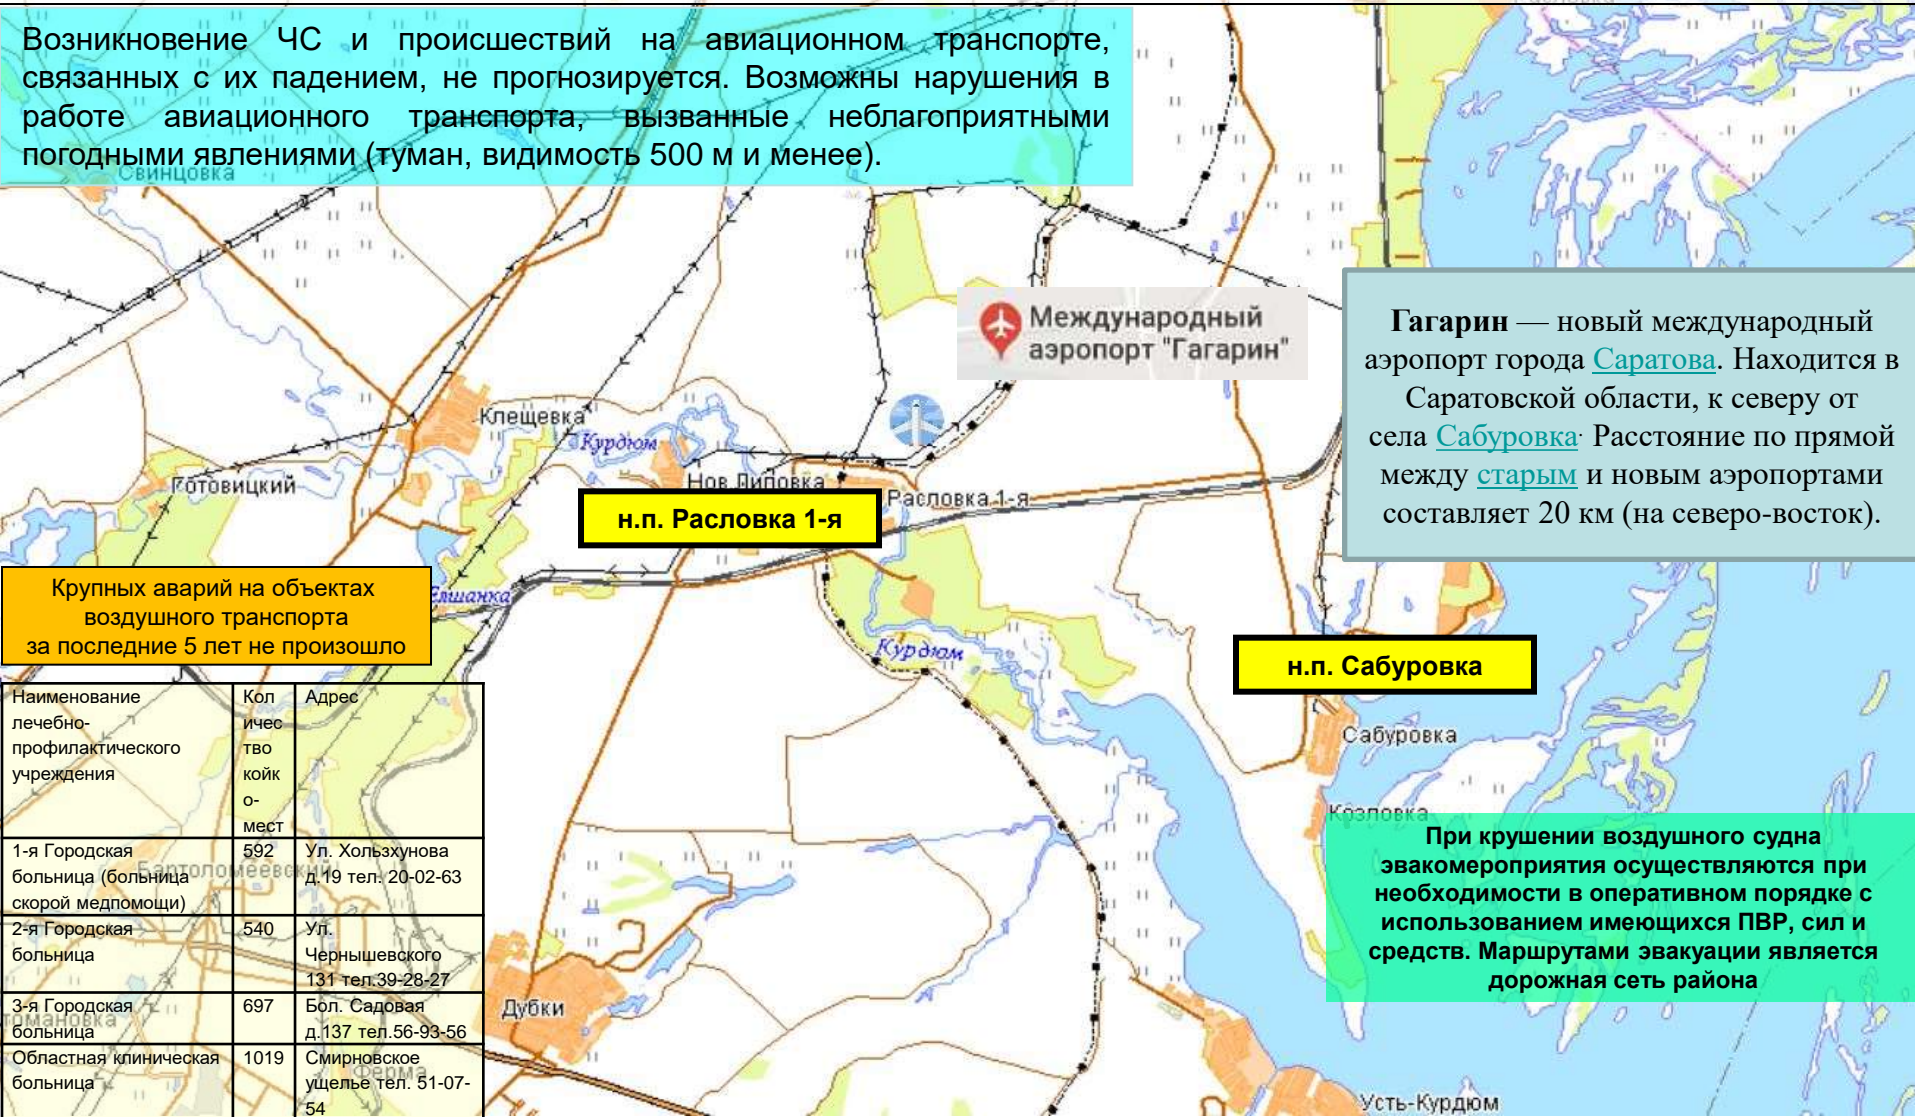 Возникновение ЧС и происшествий на авиационном транспорте,
связанных с их падением, не прогнозируется. Возможны нарушения в
работе авиационного транспорта, вызванные неблагоприятными
погодными явлениями (туман, видимость 500 м и менее).
Свинцовка
Международный
аэропорт "Гагарин"
Гагарин — новый международный
аэропорт города Саратова. Находится в
Саратовской области, к северу от
села Сабуровка. Расстояние по прямой
между старым и новым аэропортами
составляет 20 км (на северо-восток).
Клещевка
Курдюм
Готовицкий
Нов Липовка
Расловка 1-я
н.п. Расловка 1-я
Елшанка
Крупных аварий на объектах
воздушного транспорта
за последние 5 лет не произошло
Курдюм
н.п. Сабуровка
Сабуровка
Козловка
При крушении воздушного судна
эвакомероприятия осуществляются при
необходимости в оперативном порядке с
использованием имеющихся ПВР, сил и
средств. Маршрутами эвакуации является
дорожная сеть района
Наименование
лечебно-
профилактического
учреждения
Кол
ичес
тво
койк
о-
мест
Адрес
1-я Городская
больница (больница
скорой медпомощи)
592
Ул. Хользхунова
д.19 тел. 20-02-63
Бартоломеевский
2-я Городская
больница
540
Ул.
Чернышевского
131 тел.39-28-27
3-я Городская
больница
697
Бол. Садовая
д.137 тел.56-93-56
Областная клиническая
больница
1019
Смирновское
ущелье тел. 51-07-
54
Ферма
Дубки
Усть-Курдюм